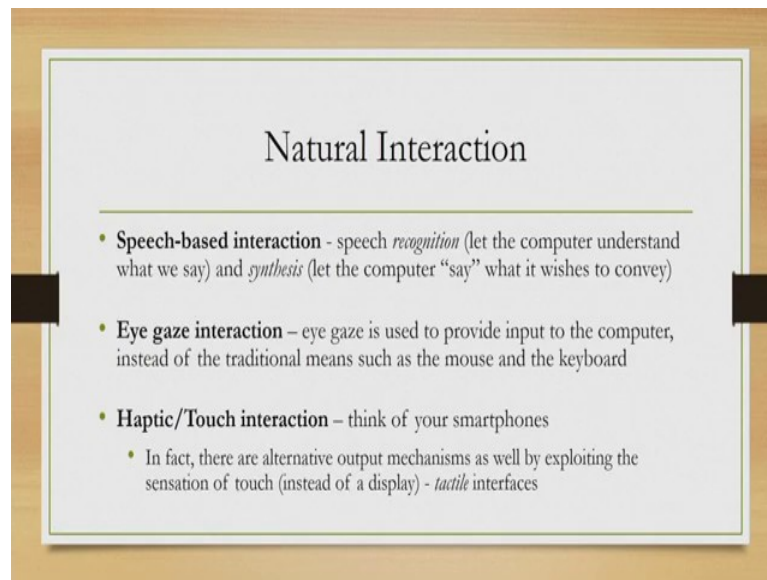 Natural Interaction
• Speech-based interaction - speech recognition (let the computer understand
what we say) and synthesis (let the computer “say” what it wishes to convey)
• Eye gaze interaction – eye gaze is used to provide input to the computer,
instead of the traditional means such as the mouse and the keyboard
• Haptic/Touch interaction – think of your smartphones
• In fact, there are alternative output mechanisms as well by exploiting the
sensation of touch (instead of a display) - tactile interfaces